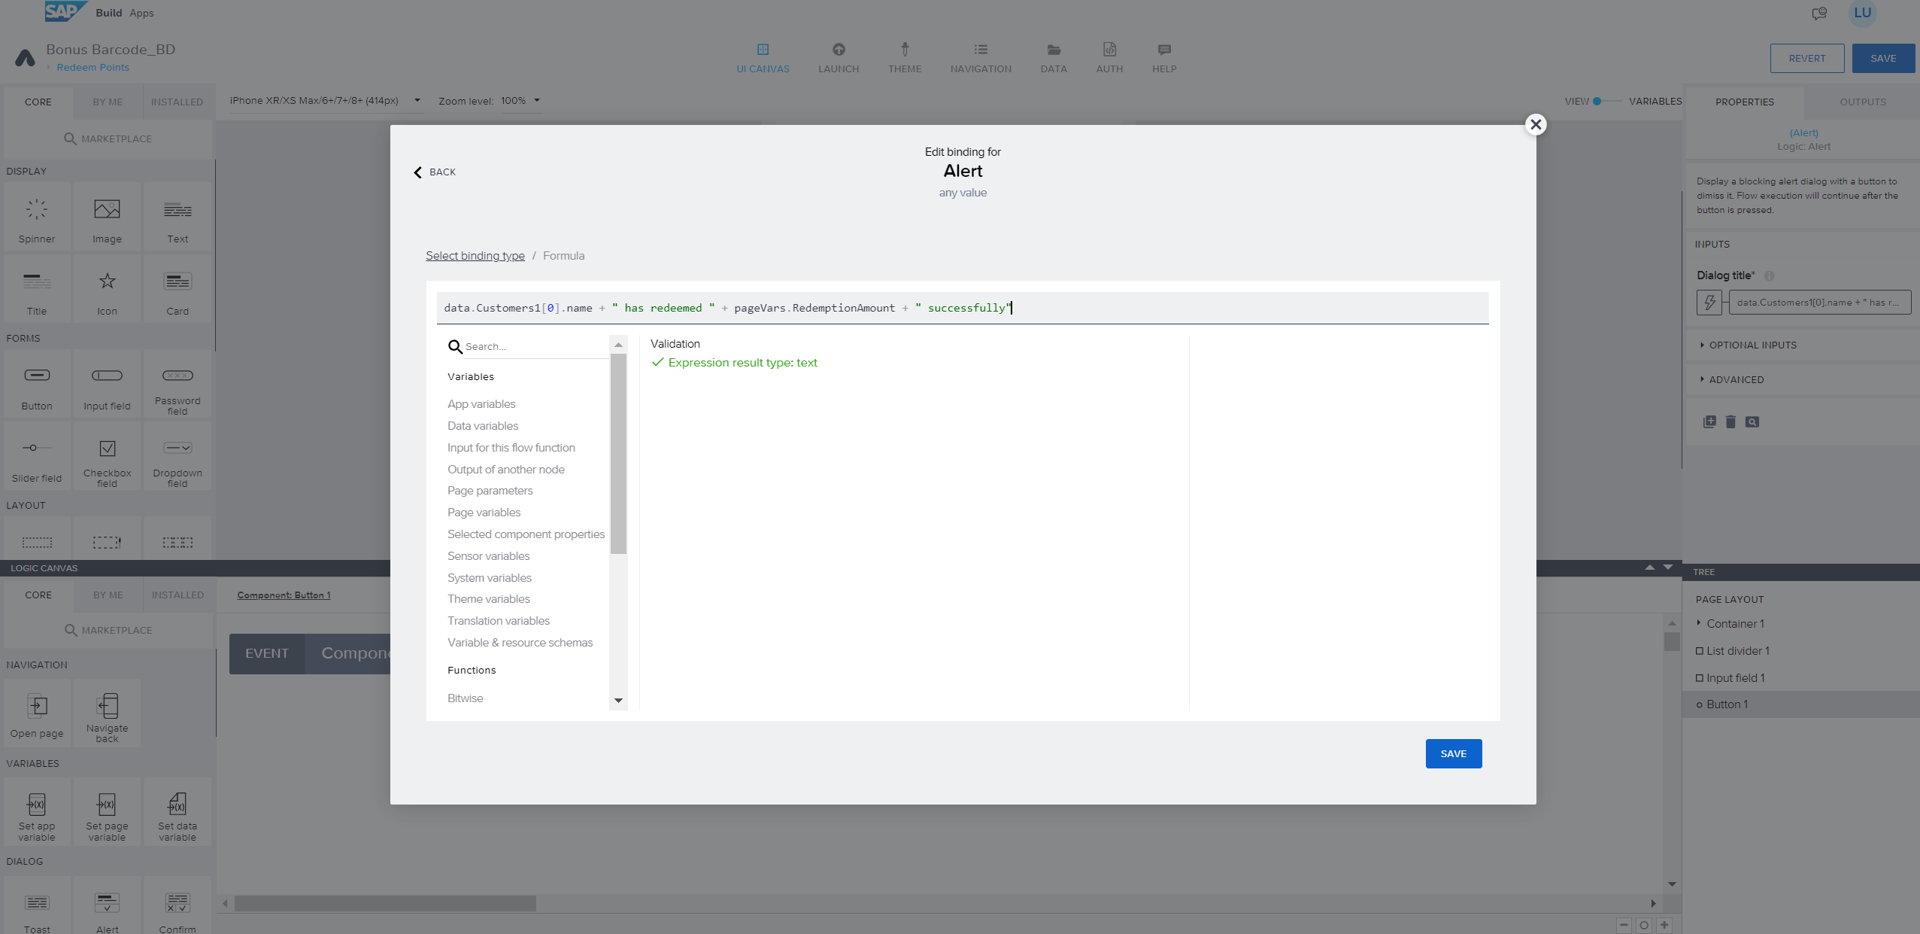 SAP Build Apps
LU
Bonus Barcode_BD
Redeem Points
UI CANVAS
LAUNCH
THEME
NAVIGATION
DATA
AUTH
HELP
REVERT
SAVE
CORE
BY ME
INSTALLED
iPhone XR/XS Max/6+/7+/8+ (414px)
Zoom level: 100%
VIEW
VARIABLES
PROPERTIES
OUTPUTS
MARKETPLACE
DISPLAY
Spinner
Image
Text
Title
Icon
Card
FORMS
Button
Input field
Password
field
Slider field
Checkbox
field
Dropdown
field
LAYOUT
BACK
Edit binding for
Alert
any value
Select binding type / Formula
data.Customers1[0].name + " has redeemed " + pageVars.RedemptionAmount + " successfully"
Search...
Variables
App variables
Data variables
Input for this flow function
Output of another node
Page parameters
Page variables
Selected component properties
Sensor variables
System variables
Theme variables
Translation variables
Variable & resource schemas
Functions
Bitwise
Validation
Expression result type: text
SAVE
(Alert)
Logic: Alert
Display a blocking alert dialog with a button to
dimiss it. Flow execution will continue after the
button is pressed.
INPUTS
Dialog title*
data.Customers1[0].name + " has r...
OPTIONAL INPUTS
ADVANCED
LOGIC CANVAS
CORE
BY ME
INSTALLED
Component: Button 1
MARKETPLACE
EVENT
Compone
NAVIGATION
Open page
Navigate
back
VARIABLES
Set app
variable
Set page
variable
Set data
variable
DIALOG
Toast
Alert
Confirm
TREE
PAGE LAYOUT
Container 1
List divider 1
Input field 1
Button 1